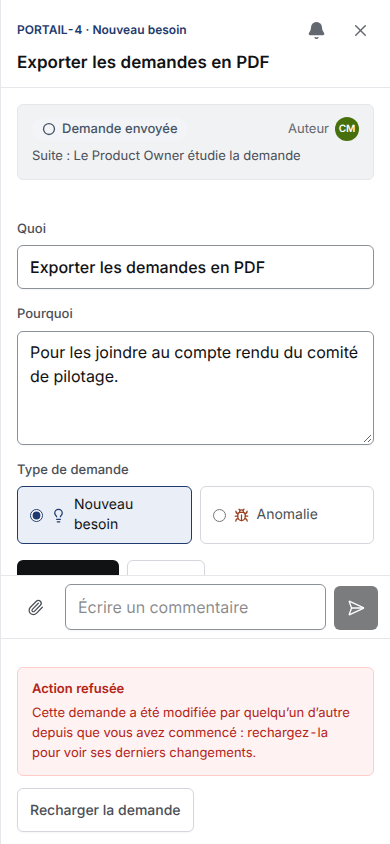 PORTAIL-4 · Nouveau besoin
Exporter les demandes en PDF
Demande envoyée
Auteur CM
Suite : Le Product Owner étudie la demande
Quoi
Exporter les demandes en PDF
Pourquoi
Pour les joindre au compte rendu du comité
de pilotage.
Type de demande
Nouveau
besoin
Anomalie
Écrire un commentaire
Action refusée
Cette demande a été modifiée par quelqu’un d’autre
depuis que vous avez commencé : rechargez-la
pour voir ses derniers changements.
Recharger la demande